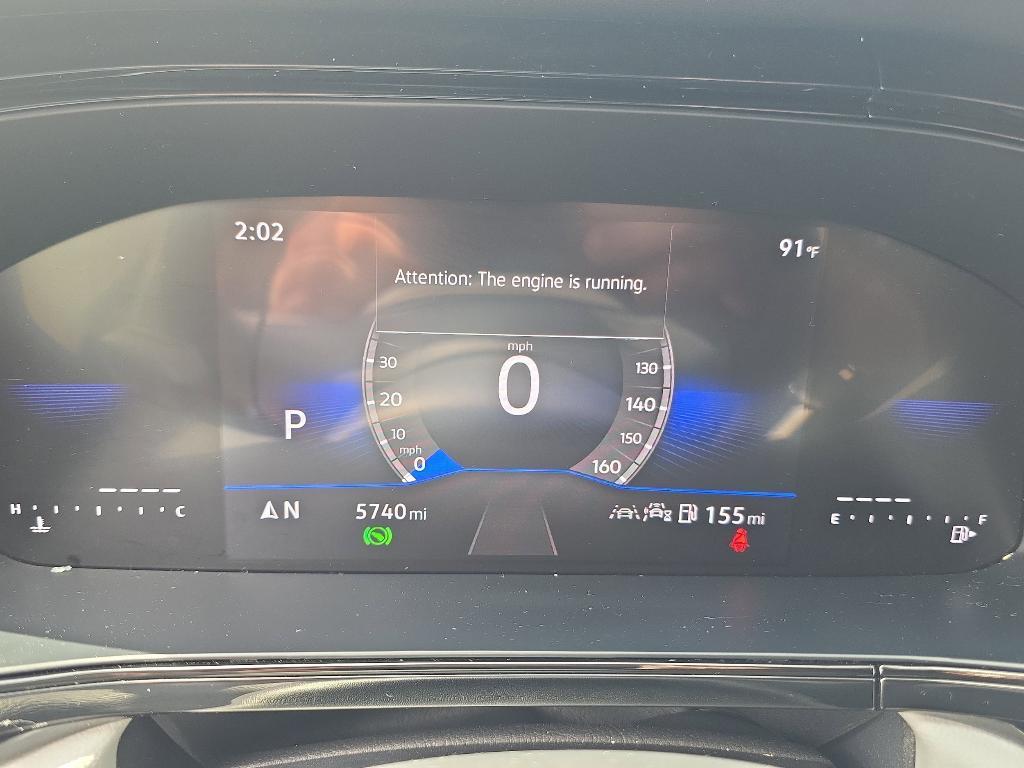 2:02
91°F
Attention: The engine is running.
mph
0
30
20
10
mph
0
130
140
150
160
P
H C
N
5740 mi
155 mi
E F